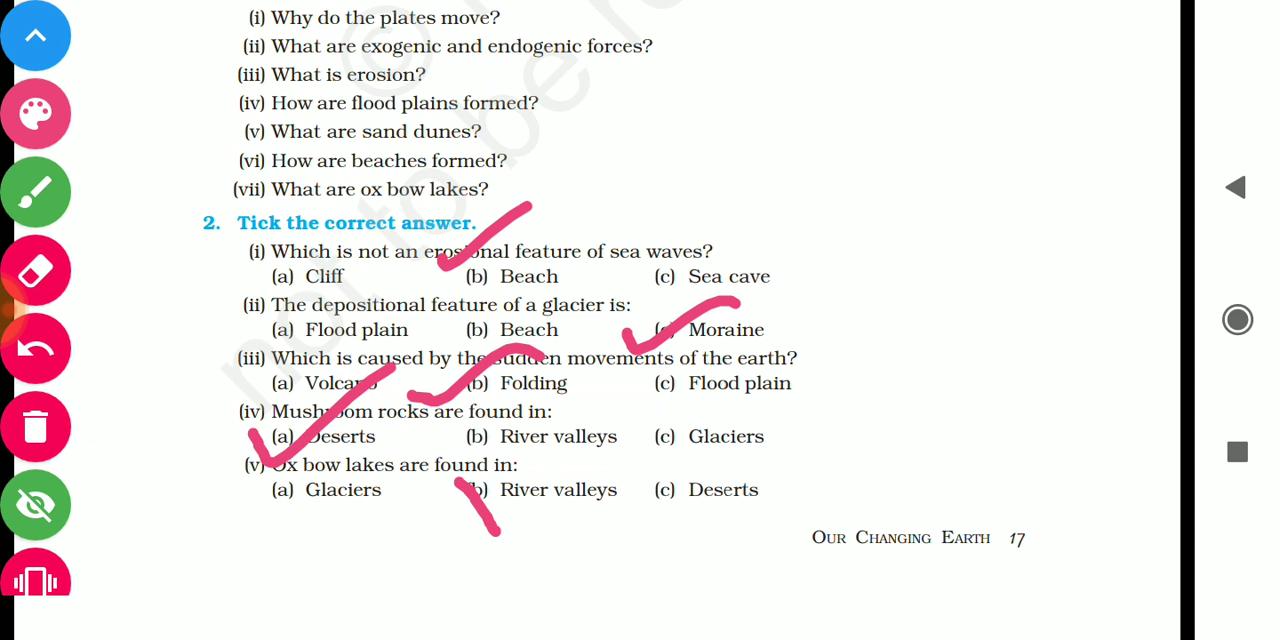 (i) Why do the plates move?
(ii) What are exogenic and endogenic forces?
(iii) What is erosion?
(iv) How are flood plains formed?
(v) What are sand dunes?
(vi) How are beaches formed?
(vii) What are ox bow lakes?
2. Tick the correct answer.
(i) Which is not an erosional feature of sea waves?
(a) Cliff (b) Beach (c) Sea cave
(ii) The depositional feature of a glacier is:
(a) Flood plain (b) Beach (c) Moraine
(iii) Which is caused by the sudden movements of the earth?
(a) Volcano (b) Folding (c) Flood plain
(iv) Mushroom rocks are found in:
(a) Deserts (b) River valleys (c) Glaciers
(v) Ox bow lakes are found in:
(a) Glaciers (b) River valleys (c) Deserts
OUR CHANGING EARTH 17
© not to be re